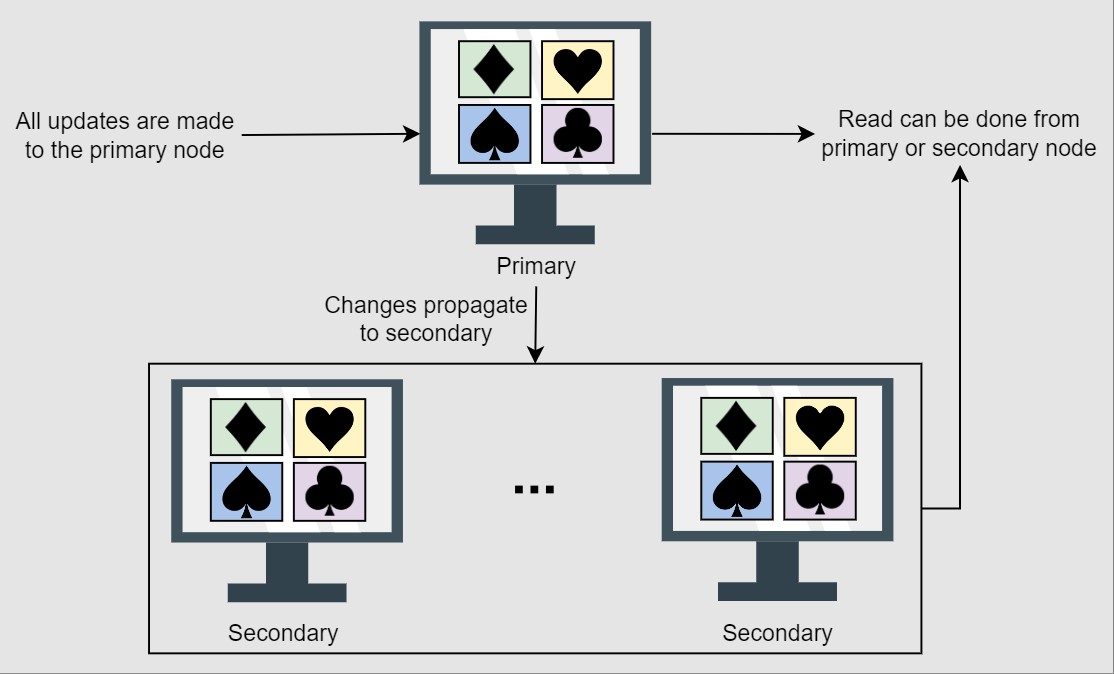 All updates are made
to the primary node
Read can be done from
primary or secondary node
Primary
Changes propagate
to secondary
...
Secondary
Secondary